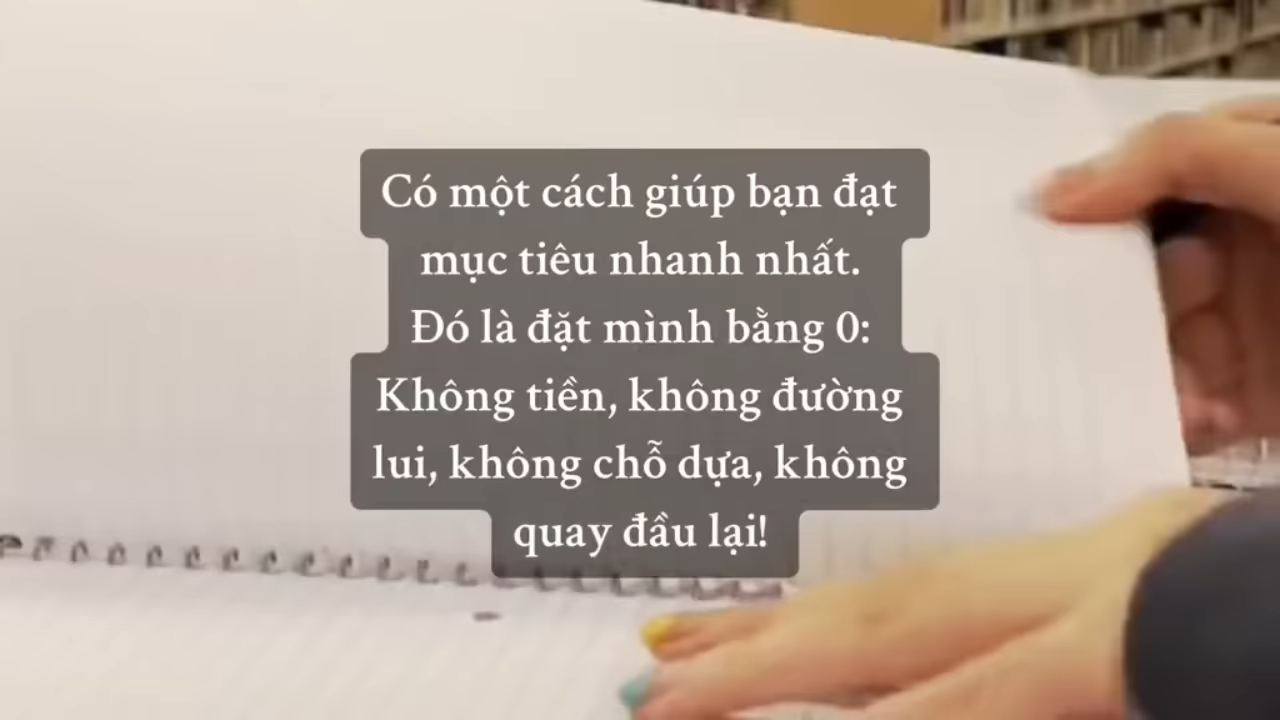 Có một cách giúp bạn đạt
mục tiêu nhanh nhất.
Đó là đặt mình bằng 0:
Không tiền, không đường
lui, không chỗ dựa, không
quay đầu lại!